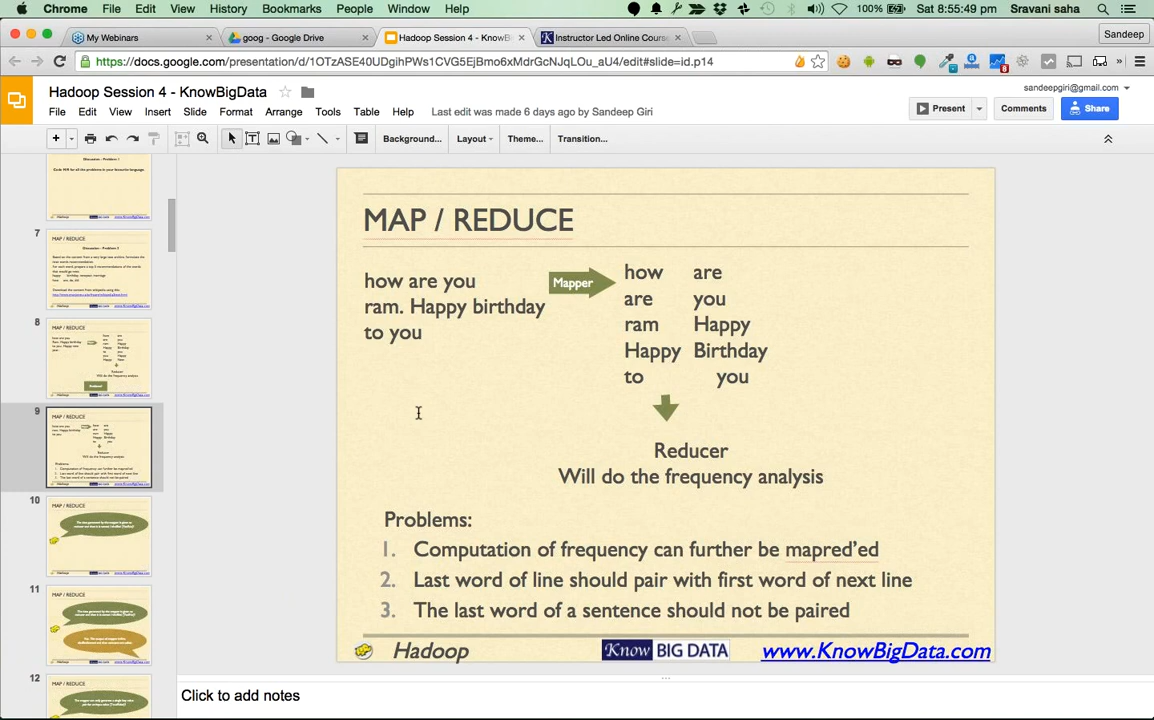 Chrome File Edit View History Bookmarks People Window Help 100% Sat 8:55:49 pm Sravani saha
My Webinars
goog - Google Drive
Hadoop Session 4 - KnowB
Instructor Led Online Cours
Sandeep
https://docs.google.com/presentation/d/1OTzASE40UDgihPWs1CVG5EjBmo6xMdrGcNJqLOu_aU4/edit#slide=id.p14
Hadoop Session 4 - KnowBigData
sandeepgiri@gmail.com
File Edit View Insert Slide Format Arrange Tools Table Help Last edit was made 6 days ago by Sandeep Giri
Present
Comments
Share
Background... Layout Theme... Transition...
7
8
9
10
11
12
MAP / REDUCE
how are you
ram. Happy birthday
to you
Mapper
how are
are you
ram Happy
Happy Birthday
to you
Reducer
Will do the frequency analysis
Problems:
1. Computation of frequency can further be mapred’ed
2. Last word of line should pair with first word of next line
3. The last word of a sentence should not be paired
Hadoop
Know BIG DATA
www.KnowBigData.com
Click to add notes